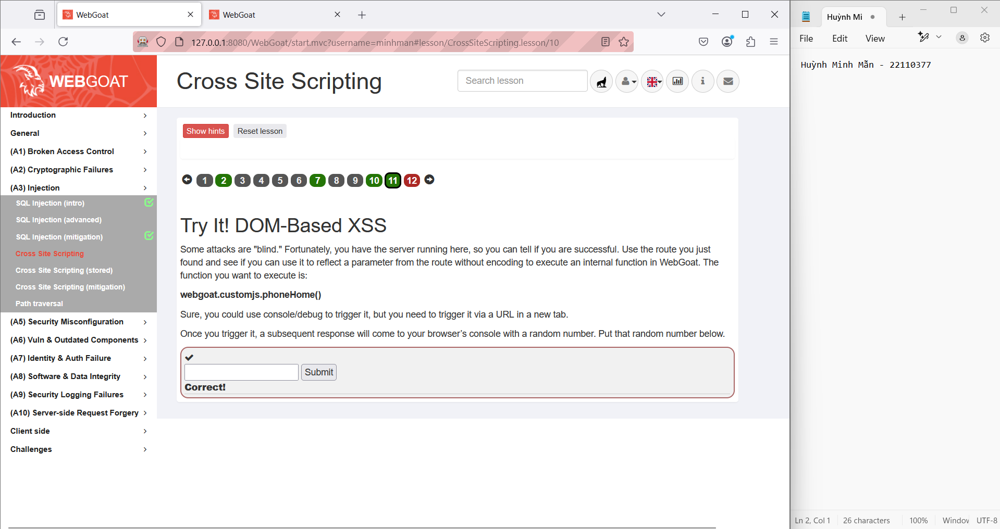 WebGoat
WebGoat
127.0.0.1:8080/WebGoat/start.mvc?username=minhman#lesson/CrossSiteScripting.lesson/10
WEBGOAT
Introduction
General
(A1) Broken Access Control
(A2) Cryptographic Failures
(A3) Injection
SQL Injection (intro)
SQL Injection (advanced)
SQL Injection (mitigation)
Cross Site Scripting
Cross Site Scripting (stored)
Cross Site Scripting (mitigation)
Path traversal
(A5) Security Misconfiguration
(A6) Vuln & Outdated Components
(A7) Identity & Auth Failure
(A8) Software & Data Integrity
(A9) Security Logging Failures
(A10) Server-side Request Forgery
Client side
Challenges
Cross Site Scripting
Search lesson
Show hints
Reset lesson
1 2 3 4 5 6 7 8 9 10 11 12
Try It! DOM-Based XSS
Some attacks are "blind." Fortunately, you have the server running here, so you can tell if you are successful. Use the route you just
found and see if you can use it to reflect a parameter from the route without encoding to execute an internal function in WebGoat. The
function you want to execute is:
webgoat.customjs.phoneHome()
Sure, you could use console/debug to trigger it, but you need to trigger it via a URL in a new tab.
Once you trigger it, a subsequent response will come to your browser’s console with a random number. Put that random number below.
Submit
Correct!
Huỳnh Mi
File Edit View
Huỳnh Minh Mẫn - 22110377
Ln 2, Col 1 26 characters 100% Window UTF-8